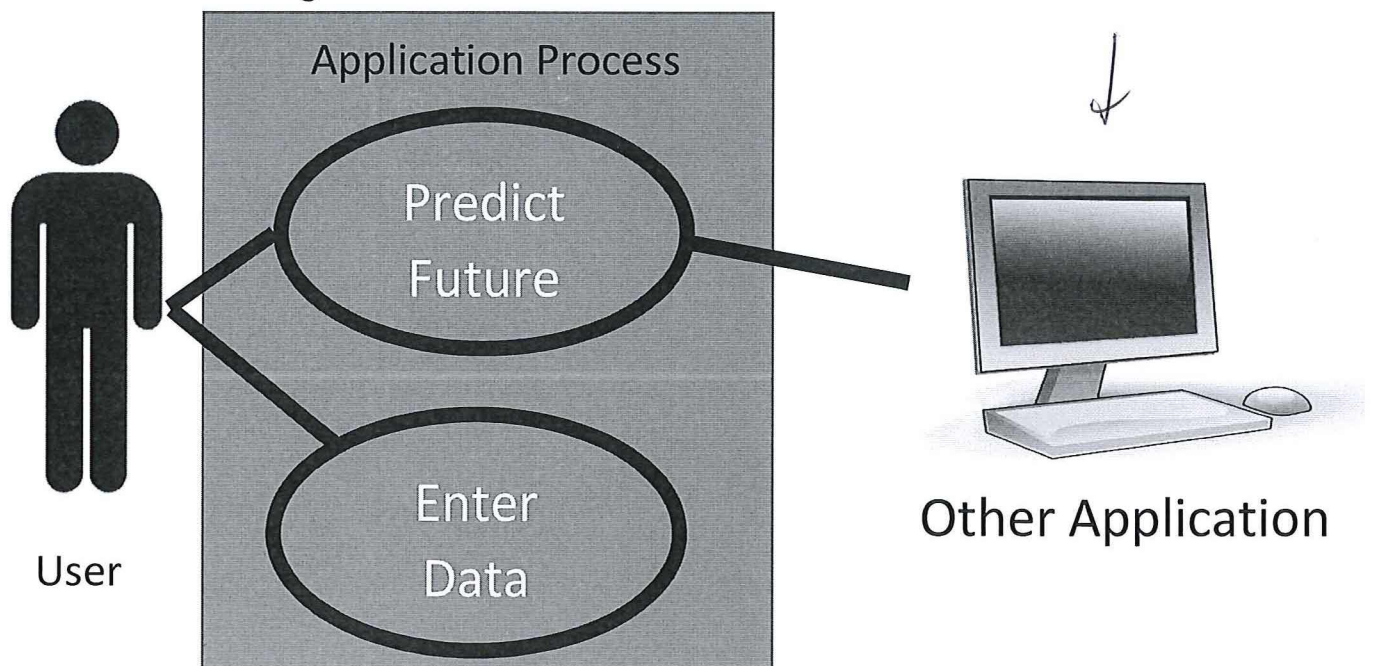 Application Process
Predict
Future
Enter
Data
User
Other Application